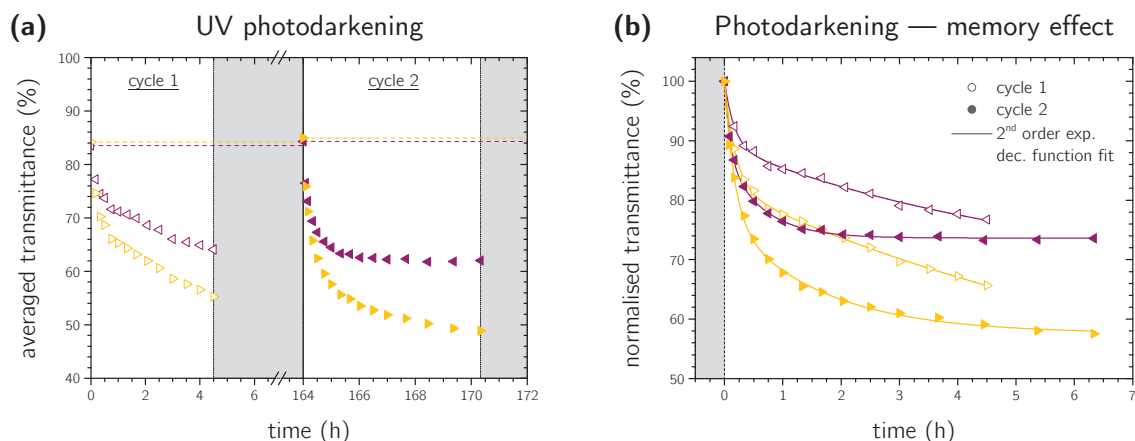 (a) UV photodarkening
averaged transmittance (%)
100
90
80
70
60
50
40
cycle 1
cycle 2
0 2 4 6 164 166 168 170 172
time (h)
(b) Photodarkening — memory effect
normalised transmittance (%)
100
90
80
70
60
50
cycle 1
cycle 2
2nd order exp.
dec. function fit
0 1 2 3 4 5 6 7
time (h)